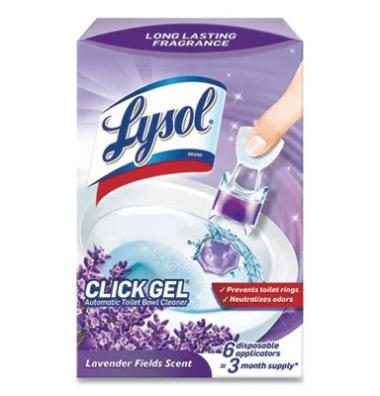 LONG LASTING
FRAGRANCE
Lysol
BRAND
CLICK GEL
Automatic Toilet Bowl Cleaner
✓ Prevents toilet rings
✓ Neutralizes odors
Lavender Fields Scent
6 disposable
applicators
= 3 month supply*